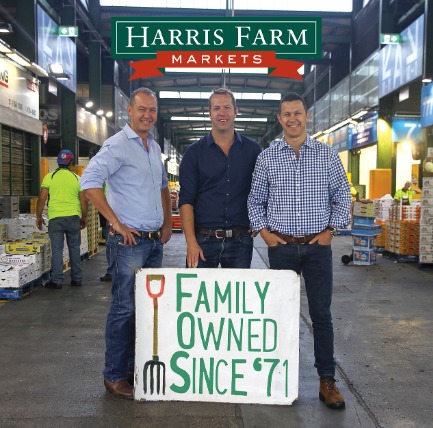 HARRIS FARM
MARKETS
FAMILY
OWNED
SINCE '71